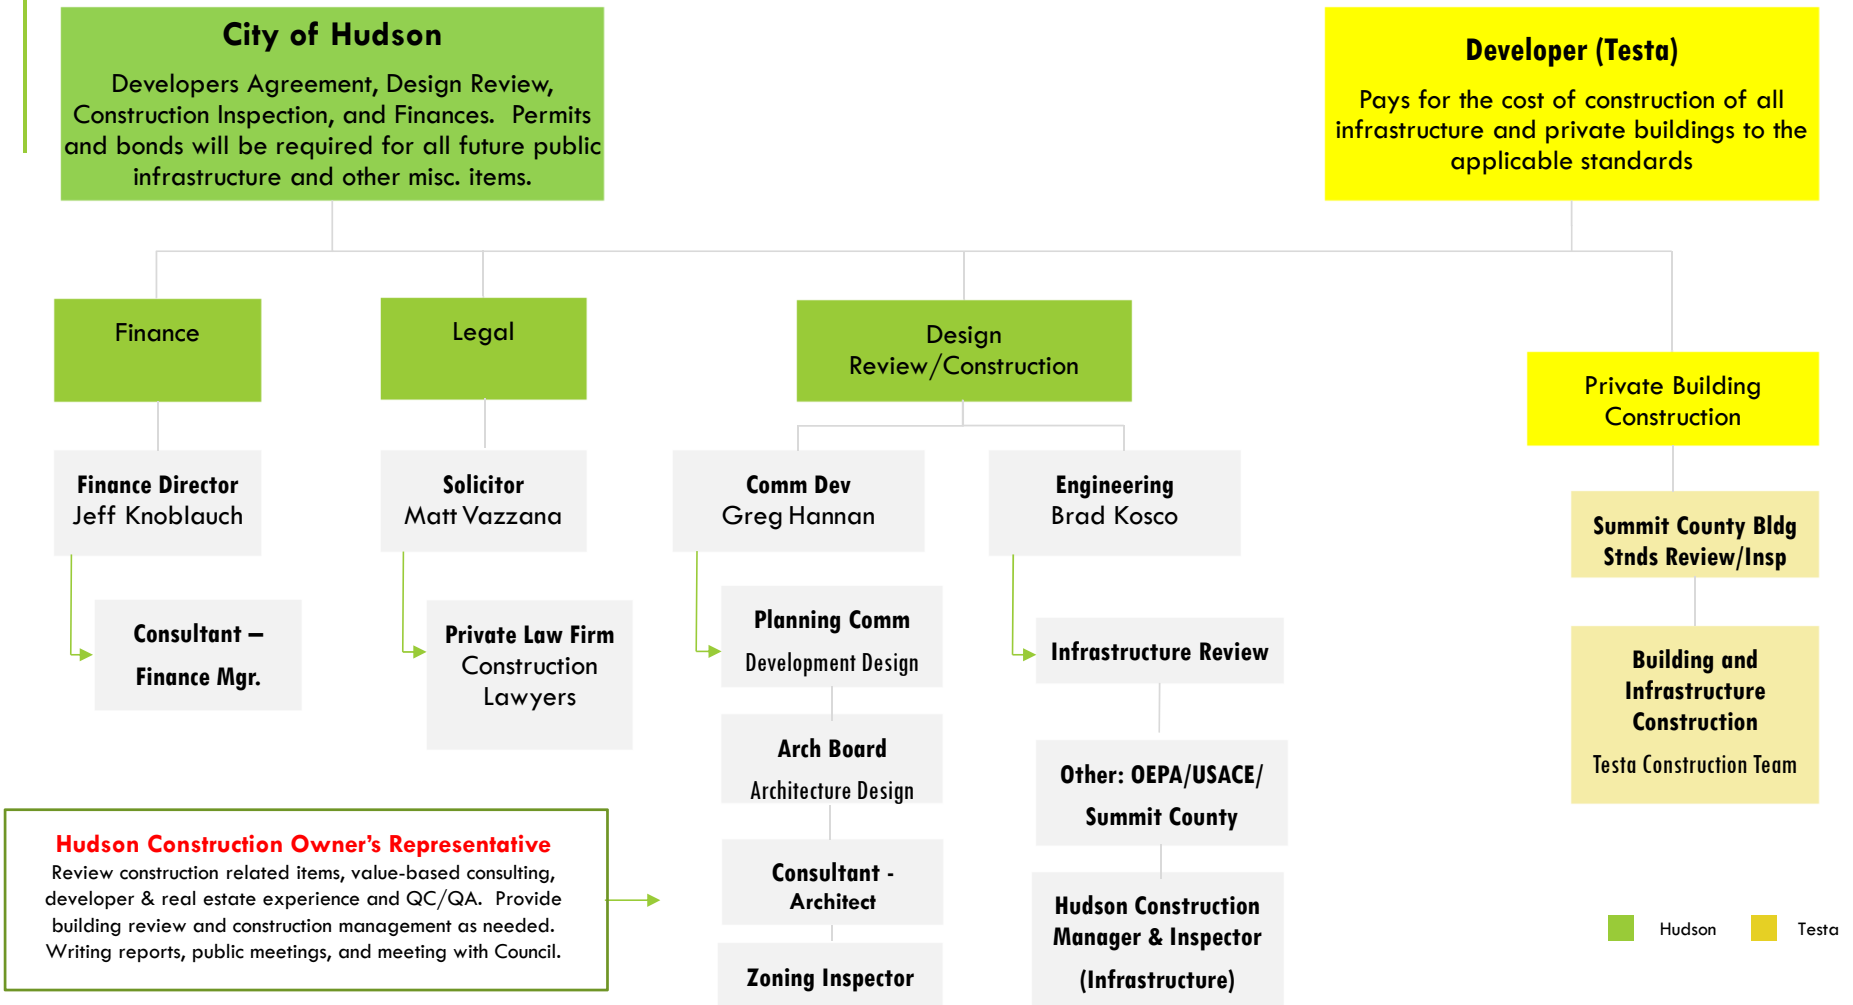 City of Hudson
Developers Agreement, Design Review,
Construction Inspection, and Finances.  Permits
and bonds will be required for all future public
infrastructure and other misc. items.
Developer (Testa)
Pays for the cost of construction of all
infrastructure and private buildings to the
applicable standards
Finance
Legal
Design
Review/Construction
Private Building
Construction
Finance Director
Jeff Knoblauch
Solicitor
Matt Vazzana
Comm Dev
Greg Hannan
Engineering
Brad Kosco
Summit County Bldg
Stnds Review/Insp
Consultant –
Finance Mgr.
Private Law Firm
Construction
Lawyers
Planning Comm
Development Design
Infrastructure Review
Building and
Infrastructure
Construction
Testa Construction Team
Arch Board
Architecture Design
Other: OEPA/USACE/
Summit County
Hudson Construction Owner’s Representative
Review construction related items, value-based consulting,
developer & real estate experience and QC/QA.  Provide
building review and construction management as needed.
Writing reports, public meetings, and meeting with Council.
Consultant -
Architect
Hudson Construction
Manager & Inspector
(Infrastructure)
Zoning Inspector
Hudson
Testa